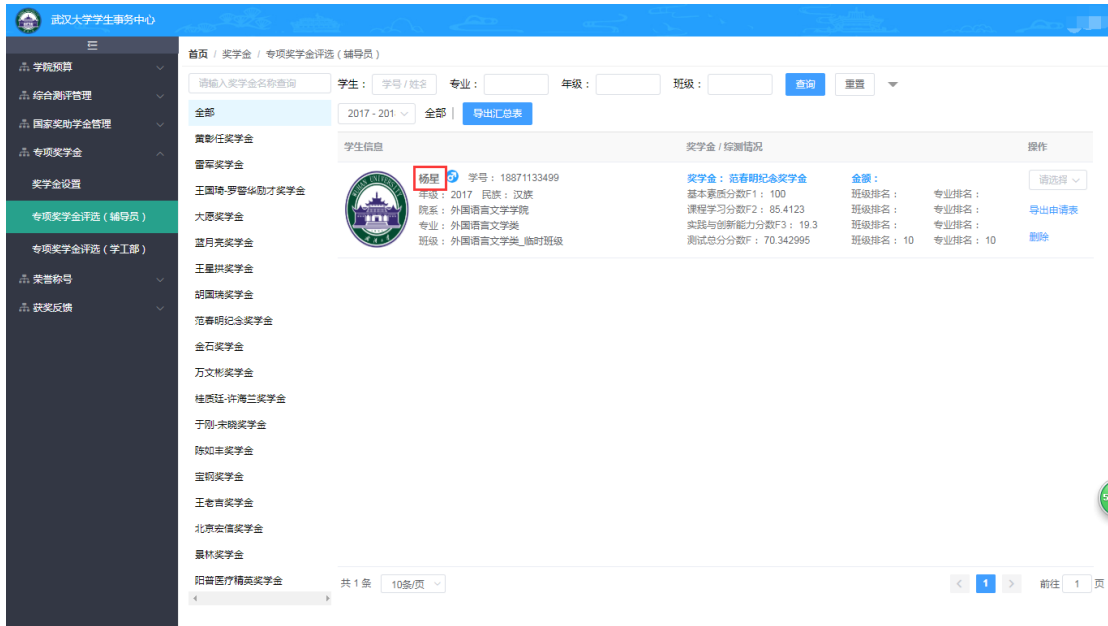 武汉大学学生事务中心
学院预算
综合测评管理
国家奖助学金管理
专项奖学金
奖学金设置
专项奖学金评选（辅导员）
专项奖学金评选（学工部）
荣誉称号
获奖反馈
首页 / 奖学金 / 专项奖学金评选（辅导员）
请输入奖学金名称查询
全部
黄彰任奖学金
雷军奖学金
王国琦-罗警华励才奖学金
大愿奖学金
蓝月亮奖学金
王星拱奖学金
胡国瑞奖学金
范春明纪念奖学金
金石奖学金
万文彬奖学金
桂质廷-许海兰奖学金
于刚-宋晓奖学金
陈如丰奖学金
宝钢奖学金
王老吉奖学金
北京宏信奖学金
景林奖学金
阳普医疗精英奖学金
学生： 学号 / 姓名 专业： 年级： 班级： 查询 重置
2017 - 201 全部 | 导出汇总表
学生信息 奖学金 / 综测情况 操作
杨星 学号：18871133499 奖学金： 范春明纪念奖学金 金额： 请选择
年级： 2017 民族： 汉族 基本素质分数F1： 100 班级排名： 专业排名：
院系： 外国语言文学学院 课程学习分数F2： 85.4123 班级排名： 专业排名： 导出申请表
专业： 外国语言文学类 实践与创新能力分数F3： 19.3 班级排名： 专业排名：
班级： 外国语言文学类_临时班级 测试总分分数F： 70.342995 班级排名： 10 专业排名： 10 删除
共 1 条 10条/页 < 1 > 前往 1 页